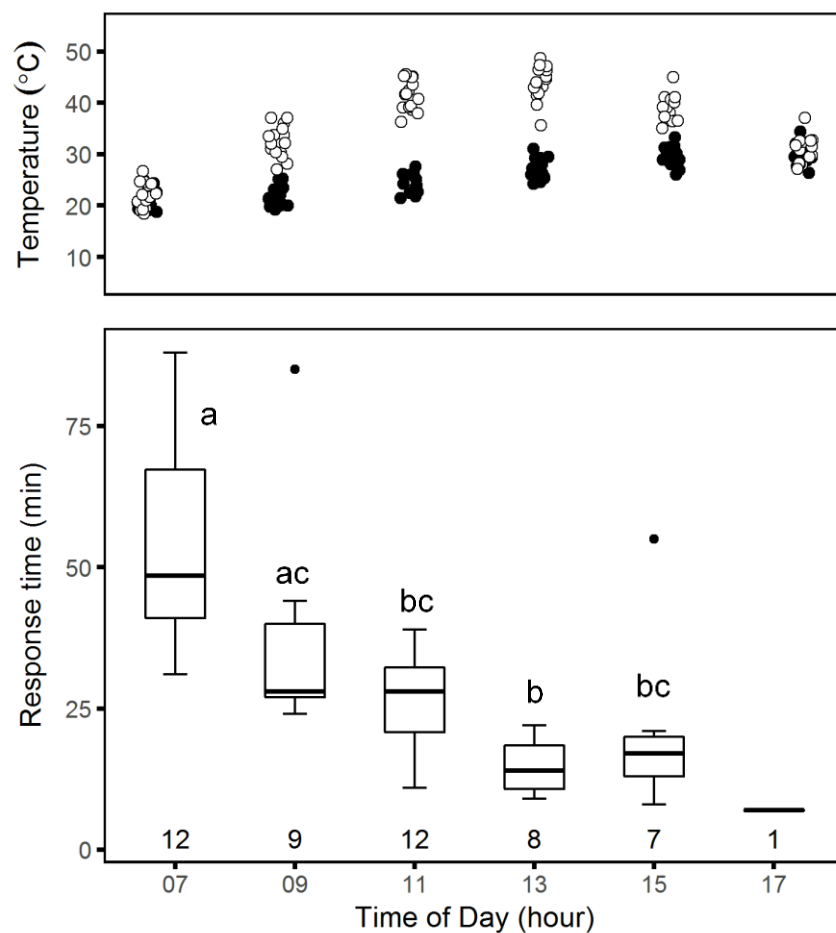 Temperature (°C)
50
40
30
20
10
Response time (min)
75
50
25
0
a
ac
bc
b
bc
12 9 12 8 7 1
07 09 11 13 15 17
Time of Day (hour)